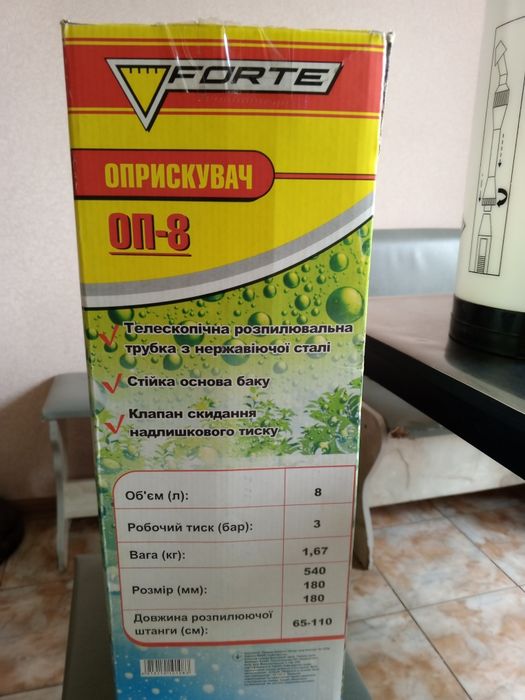 FORTE
ОПРИСКУВАЧ
ОП-8
Телескопічна розпилювальна
трубка з нержавіючої сталі
Стійка основа баку
Клапан скидання
надлишкового тиску
Об'єм (л): 8
Робочий тиск (бар): 3
Вага (кг): 1,67
540
Розмір (мм): 180
180
Довжина розпилюючої
штанги (см): 65-110